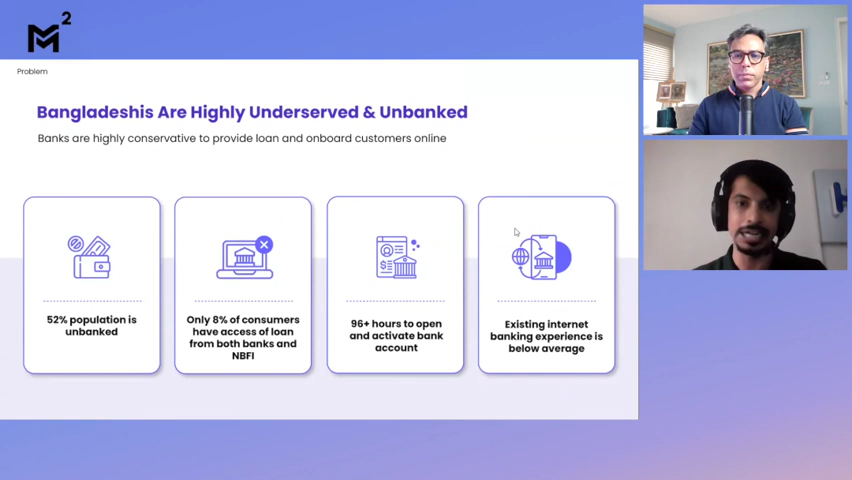 M2
Problem
Bangladeshis Are Highly Underserved & Unbanked
Banks are highly conservative to provide loan and onboard customers online
52% population is
unbanked
Only 8% of consumers
have access of loan
from both banks and
NBFI
96+ hours to open
and activate bank
account
Existing internet
banking experience is
below average